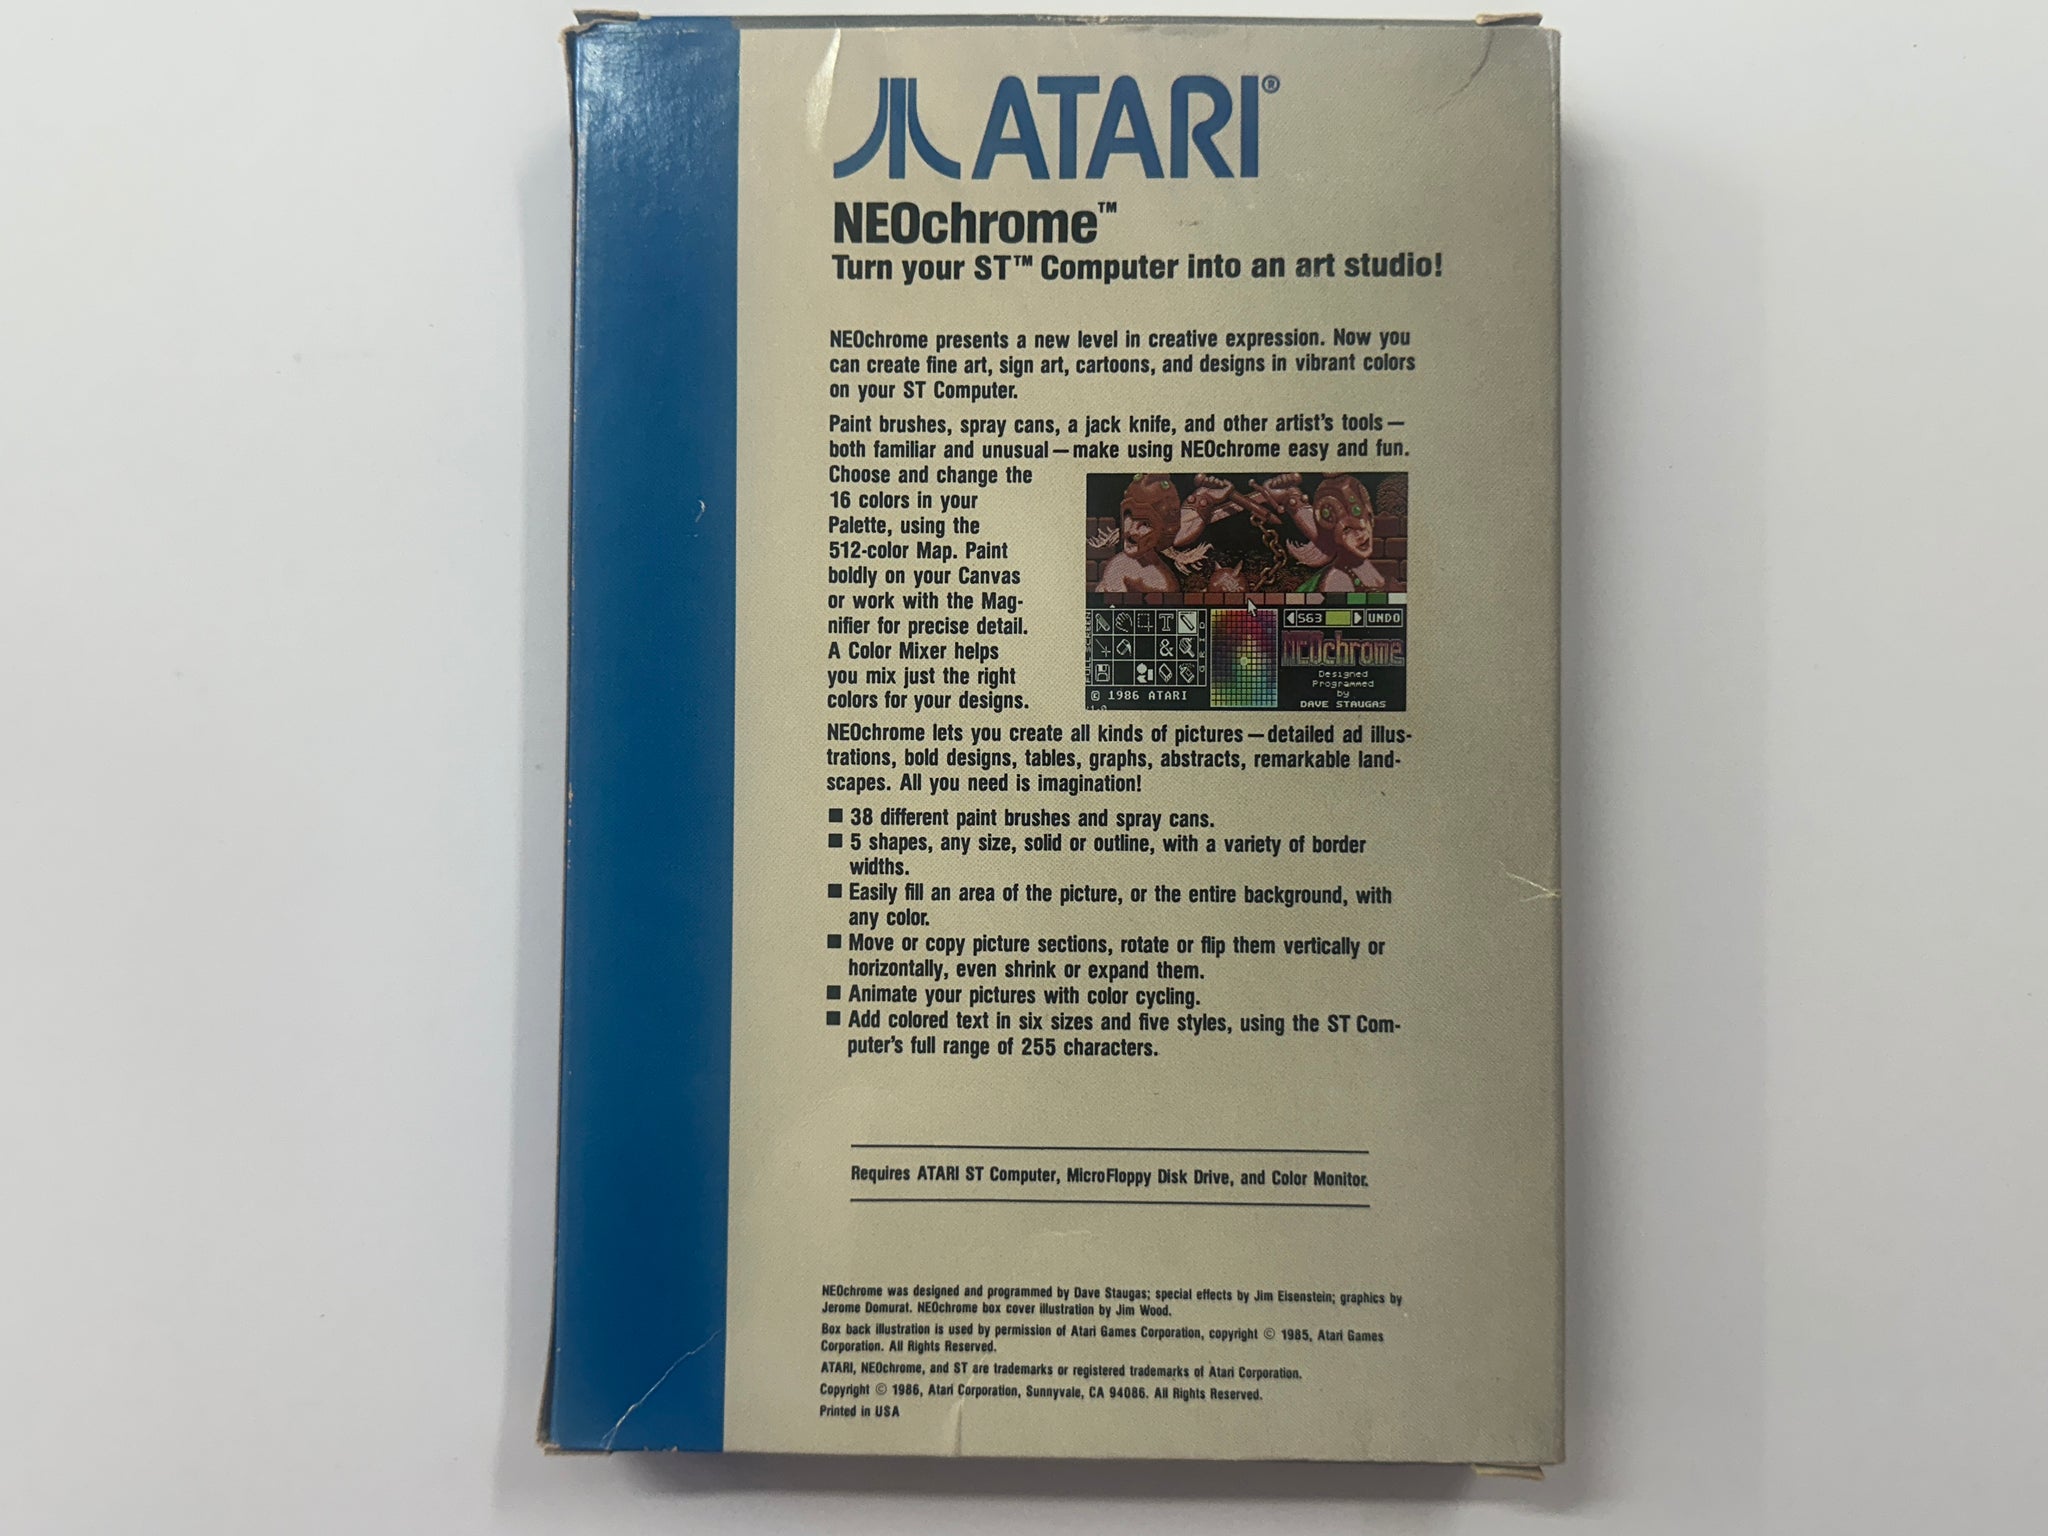 ATARI®
NEOchrome™
Turn your ST™ Computer into an art studio!
NEOchrome presents a new level in creative expression. Now you
can create fine art, sign art, cartoons, and designs in vibrant colors
on your ST Computer.
Paint brushes, spray cans, a jack knife, and other artist's tools—
both familiar and unusual—make using NEOchrome easy and fun.
Choose and change the
16 colors in your
Palette, using the
512-color Map. Paint
boldly on your Canvas
or work with the Mag-
nifier for precise detail.
A Color Mixer helps
you mix just the right
colors for your designs.
FULL SCREEN
T
&
GRID
563
UNDO
NEOchrome
Designed
Programmed
by
DAVE STAUGAS
© 1986 ATARI
NEOchrome lets you create all kinds of pictures—detailed ad illus-
trations, bold designs, tables, graphs, abstracts, remarkable land-
scapes. All you need is imagination!
■ 38 different paint brushes and spray cans.
■ 5 shapes, any size, solid or outline, with a variety of border
widths.
■ Easily fill an area of the picture, or the entire background, with
any color.
■ Move or copy picture sections, rotate or flip them vertically or
horizontally, even shrink or expand them.
■ Animate your pictures with color cycling.
■ Add colored text in six sizes and five styles, using the ST Com-
puter's full range of 255 characters.
Requires ATARI ST Computer, MicroFloppy Disk Drive, and Color Monitor.
NEOchrome was designed and programmed by Dave Staugas; special effects by Jim Eisenstein; graphics by
Jerome Domurat. NEOchrome box cover illustration by Jim Wood.
Box back illustration is used by permission of Atari Games Corporation, copyright © 1985, Atari Games
Corporation. All Rights Reserved.
ATARI, NEOchrome, and ST are trademarks or registered trademarks of Atari Corporation.
Copyright © 1986, Atari Corporation, Sunnyvale, CA 94086. All Rights Reserved.
Printed in USA